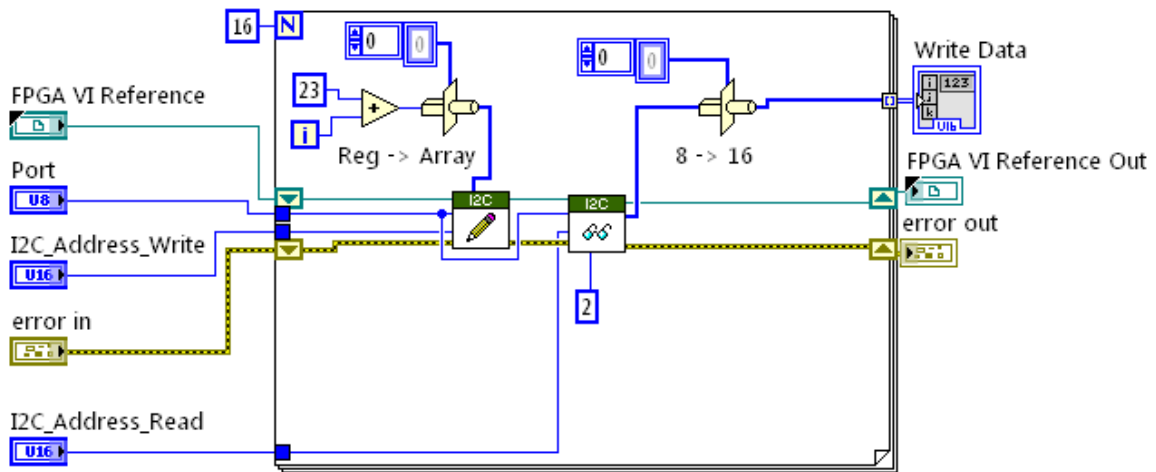 16
N
0
0
0
0
Write Data
i
j
k
123
U16
FPGA VI Reference
23
+
i
Reg -> Array
8 -> 16
FPGA VI Reference Out
Port
U8
I2C
I2C
I2C_Address_Write
U16
error out
2
error in
I2C_Address_Read
U16